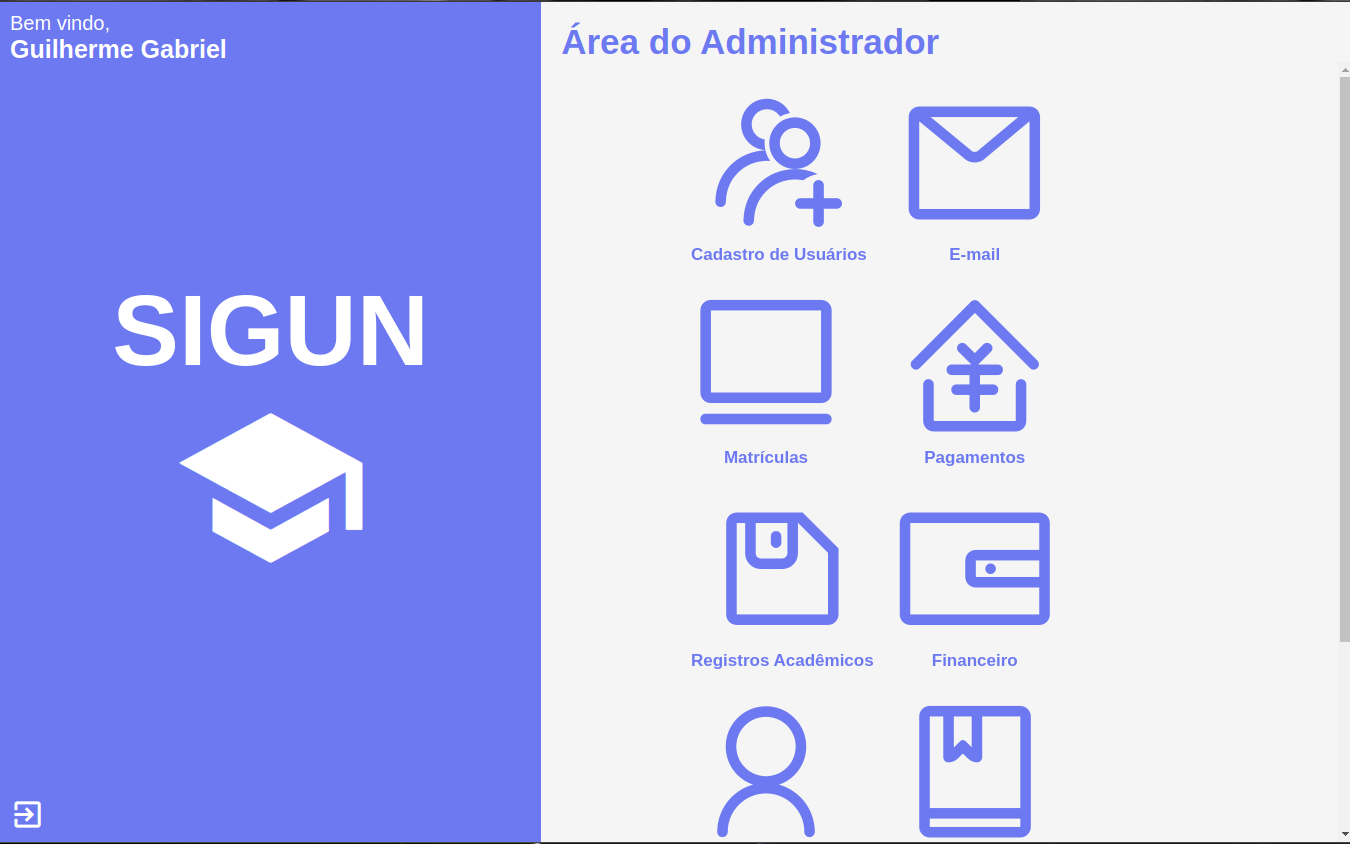 Bem vindo,
Guilherme Gabriel
SIGUN
Área do Administrador
Cadastro de Usuários
E-mail
Matrículas
Pagamentos
Registros Acadêmicos
Financeiro